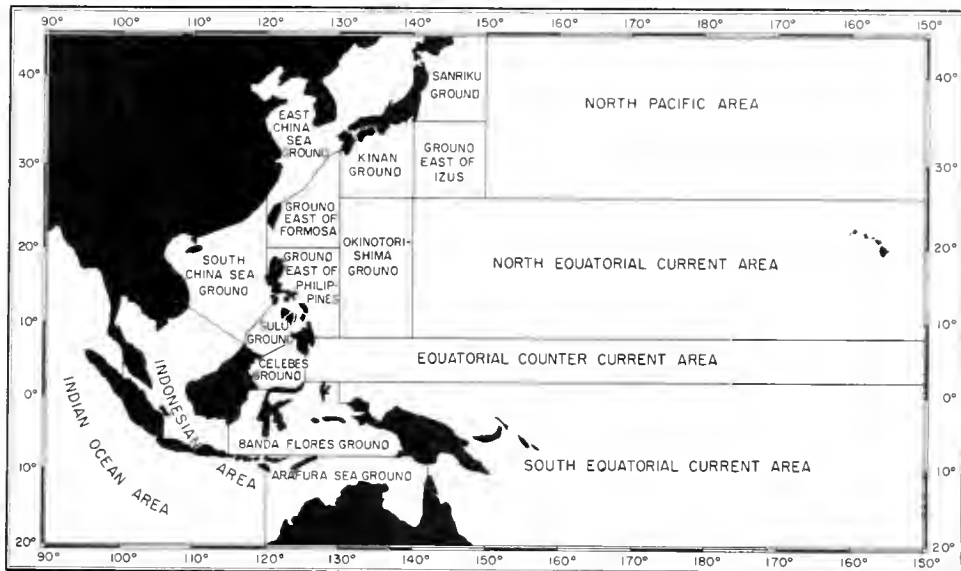 90° 100° 110° 120° 130° 140° 150° 160° 170° 180° 170° 160° 150°
40° 40°
SANRIKU
GROUND
NORTH PACIFIC AREA
EAST
CHINA
SEA
GROUND
KINAN
GROUND
GROUND
EAST OF
IZUS
30° 30°
GROUND
EAST OF
FORMOSA
20° 20°
SOUTH
CHINA SEA
GROUND
GROUND
EAST OF
PHILIP-
PINES
OKINOTORI-
SHIMA
GROUND
NORTH EQUATORIAL CURRENT AREA
10° 10°
SULU
GROUND
CELEBES
GROUND
EQUATORIAL COUNTER CURRENT AREA
0° 0°
INDIAN OCEAN AREA
INDONESIAN AREA
BANDA FLORES GROUND
SOUTH EQUATORIAL CURRENT AREA
10° 10°
ARAFURA SEA GROUND
20° 20°
90° 100° 110° 120° 130° 140° 150° 160° 170° 180° 170° 160° 150°